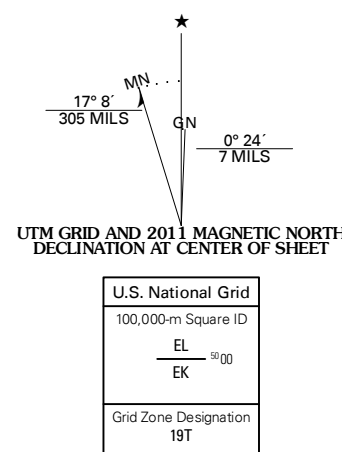 ★
MN
17° 8´
305 MILS
GN
0° 24´
7 MILS
UTM GRID AND 2011 MAGNETIC NORTH
DECLINATION AT CENTER OF SHEET
U.S. National Grid
100,000-m Square ID
EL
5000
EK
Grid Zone Designation
19T